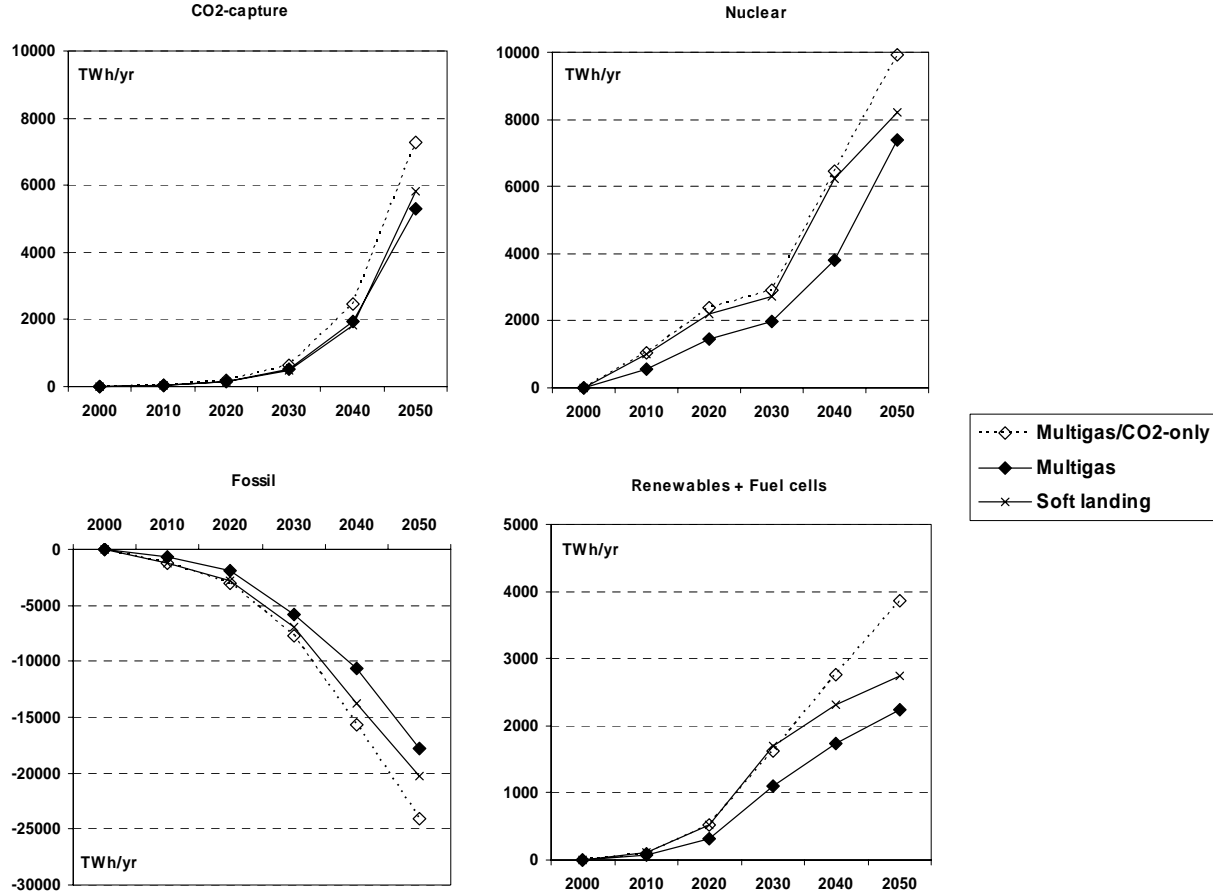 CO2-capture
10000
TWh/yr
8000
6000
4000
2000
0
2000 2010 2020 2030 2040 2050
Nuclear
10000
TWh/yr
8000
6000
4000
2000
0
2000 2010 2020 2030 2040 2050
Multigas/CO2-only
Multigas
Soft landing
Fossil
2000 2010 2020 2030 2040 2050
0
-5000
-10000
-15000
-20000
-25000
TWh/yr
-30000
Renewables + Fuel cells
5000
TWh/yr
4000
3000
2000
1000
0
2000 2010 2020 2030 2040 2050